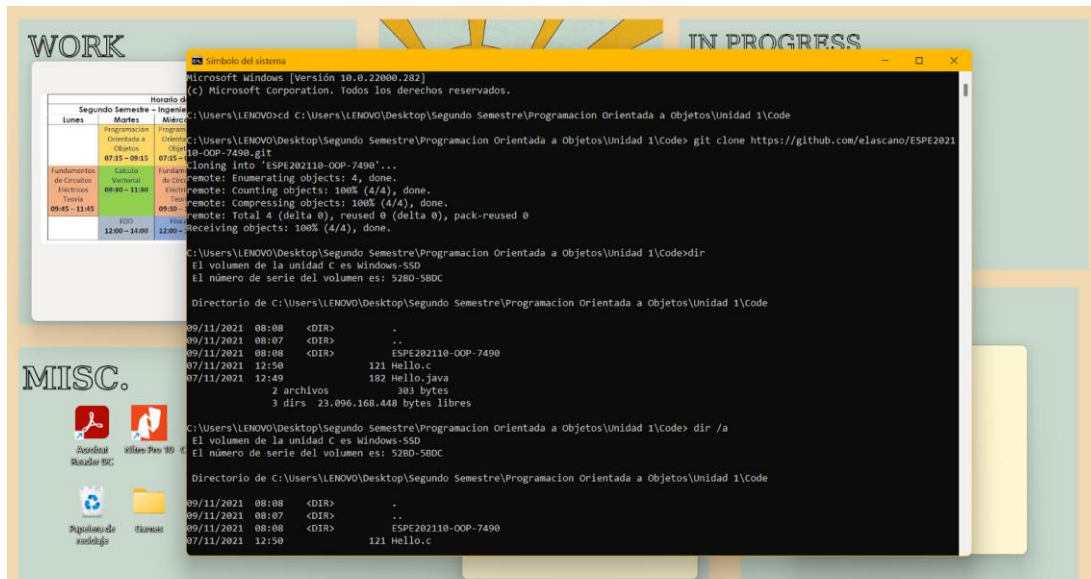 WORK
IN PROGRESS
Horario d
Segundo Semestre – Ingenie
Lunes Martes Mierc
Programación Orientada a Objetos 07:15 – 09:15
Fundamentos de Circuitos Eléctricos Teoría 09:45 – 11:45
Calculo Vectorial 09:30 – 11:30
EDO 12:00 – 14:00
MISC.
Acrobat Reader DC
Nitro Pro 10
Papelera de reciclaje
Games
Símbolo del sistema
Microsoft Windows [Versión 10.0.22000.282]
(c) Microsoft Corporation. Todos los derechos reservados.
C:\Users\LENOVO>cd C:\Users\LENOVO\Desktop\Segundo Semestre\Programacion Orientada a Objetos\Unidad 1\Code
C:\Users\LENOVO\Desktop\Segundo Semestre\Programacion Orientada a Objetos\Unidad 1\Code> git clone https://github.com/elascano/ESPE2021
10-OOP-7490.git
Cloning into 'ESPE202110-OOP-7490'...
remote: Enumerating objects: 4, done.
remote: Counting objects: 100% (4/4), done.
remote: Compressing objects: 100% (4/4), done.
remote: Total 4 (delta 0), reused 0 (delta 0), pack-reused 0
Receiving objects: 100% (4/4), done.
C:\Users\LENOVO\Desktop\Segundo Semestre\Programacion Orientada a Objetos\Unidad 1\Code>dir
El volumen de la unidad C es Windows-SSD
El número de serie del volumen es: 52BD-5BDC
Directorio de C:\Users\LENOVO\Desktop\Segundo Semestre\Programacion Orientada a Objetos\Unidad 1\Code
09/11/2021 08:08 <DIR> .
09/11/2021 08:07 <DIR> ..
09/11/2021 08:08 <DIR> ESPE202110-OOP-7490
07/11/2021 12:50 121 Hello.c
07/11/2021 12:49 182 Hello.java
2 archivos 303 bytes
3 dirs 23.096.168.448 bytes libres
C:\Users\LENOVO\Desktop\Segundo Semestre\Programacion Orientada a Objetos\Unidad 1\Code> dir /a
El volumen de la unidad C es Windows-SSD
El número de serie del volumen es: 52BD-5BDC
Directorio de C:\Users\LENOVO\Desktop\Segundo Semestre\Programacion Orientada a Objetos\Unidad 1\Code
09/11/2021 08:08 <DIR> .
09/11/2021 08:07 <DIR> ..
09/11/2021 08:08 <DIR> ESPE202110-OOP-7490
07/11/2021 12:50 121 Hello.c